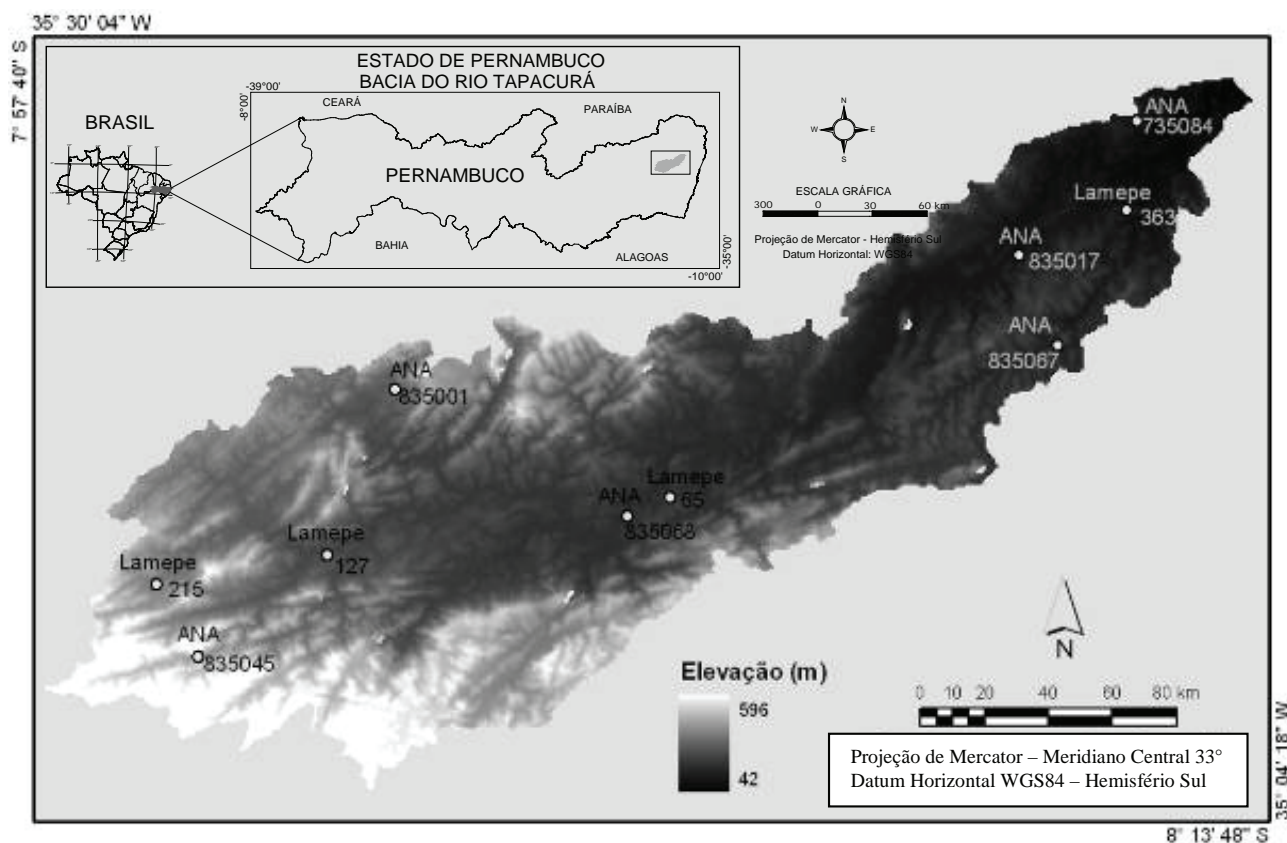 35° 30 04" W
7° 57' 40" S
ESTADO DE PERNAMBUCO
BACIA DO RIO TAPACURÁ
-39°00'
-8°00'
CEARÁ
PARAÍBA
BRASIL
PERNAMBUCO
BAHIA
ALAGOAS
-35°00'
-10°00'
N
W
E
S
ESCALA GRÁFICA
300 0 30 60 km
Projeção de Mercator - Hemisfério Sul
Datum Horizontal: WGS84
ANA
735084
Lamepe
363
ANA
835017
ANA
835067
ANA
835001
Lamepe
65
ANA
835068
Lamepe
127
Lamepe
215
ANA
835045
Elevação (m)
596
42
N
0 10 20 40 60 80 km
Projeção de Mercator – Meridiano Central 33°
Datum Horizontal WGS84 – Hemisfério Sul
35° 04' 18" W
8° 13' 48" S